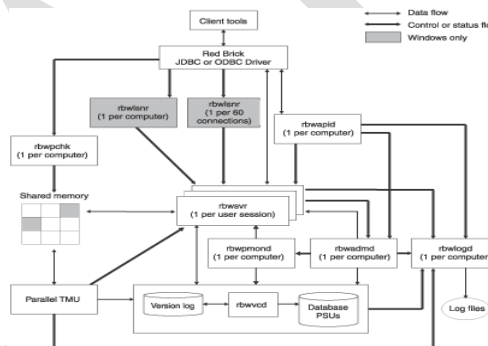 Client tools
Data flow
Control or status flo
Windows only
Red Brick
JDBC or ODBC Driver
rbwisnr
(1 per computer)
rbwlsnr
(1 per 60
connections)
rbwapid
(1 per computer)
rbwpchk
(1 per computer)
Shared memory
rbwsvr
(1 per user session)
rbwpmond
(1 per computer)
rbwadmd
(1 per computer)
rbwlogd
(1 per computer
Parallel TMU
Version log
rbwvcd
Database
PSUs
Log files